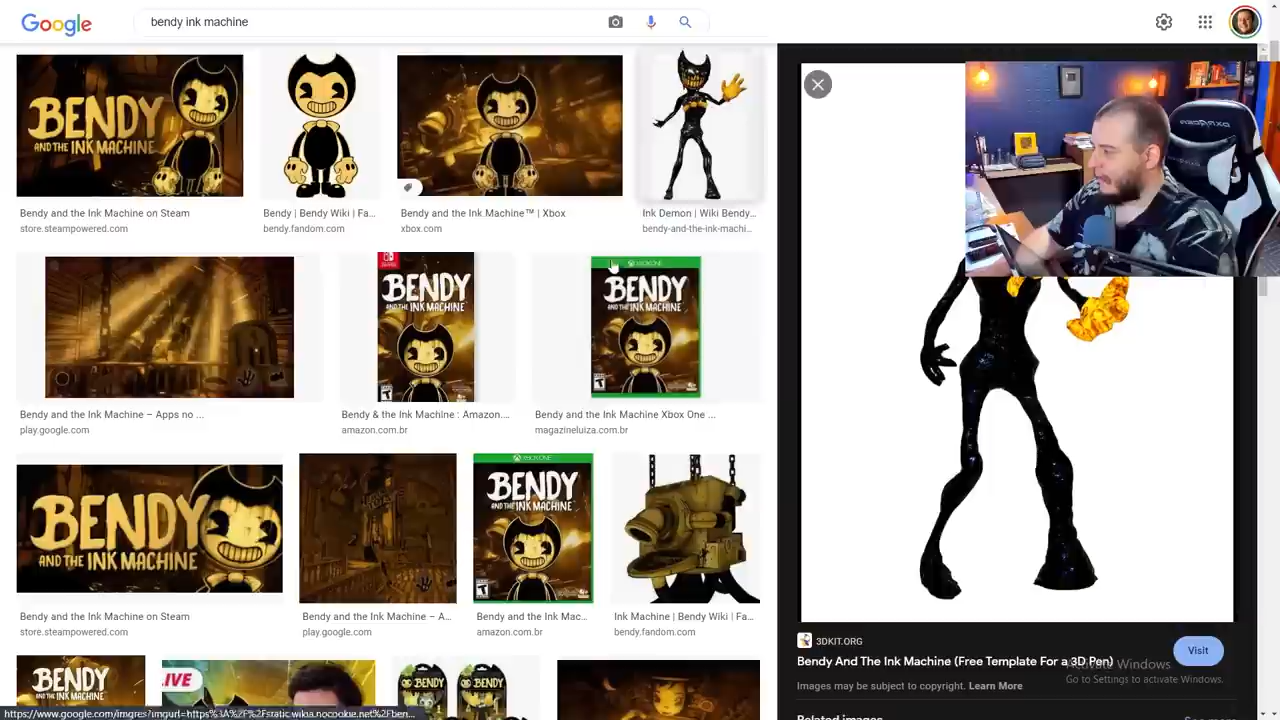 Google
bendy ink machine
BENDY
AND THE INK MACHINE
Bendy and the Ink Machine on Steam
store.steampowered.com
Bendy | Bendy Wiki | Fa...
bendy.fandom.com
Bendy and the Ink Machine™ | Xbox
xbox.com
Ink Demon | Wiki Bendy...
bendy-and-the-ink-machi...
BENDY
AND THE INK MACHINE
XBOX ONE
BENDY
AND THE INK MACHINE
Bendy and the Ink Machine – Apps no ...
play.google.com
Bendy & the Ink Machine : Amazon....
amazon.com.br
Bendy and the Ink Machine Xbox One ...
magazineluiza.com.br
BENDY
AND THE INK MACHINE
XBOX ONE
BENDY
AND THE INK MACHINE
Bendy and the Ink Machine on Steam
store.steampowered.com
Bendy and the Ink Machine – A...
play.google.com
Bendy and the Ink Mac...
amazon.com.br
Ink Machine | Bendy Wiki | Fa...
bendy.fandom.com
BENDY
AND THE INK MACHINE
LIVE
BENDY
BENDY
3DKIT.ORG
Bendy And The Ink Machine (Free Template For a 3D Pen)
Visit
Images may be subject to copyright. Learn More
Activate Windows
Go to Settings to activate Windows.
Related images
See more